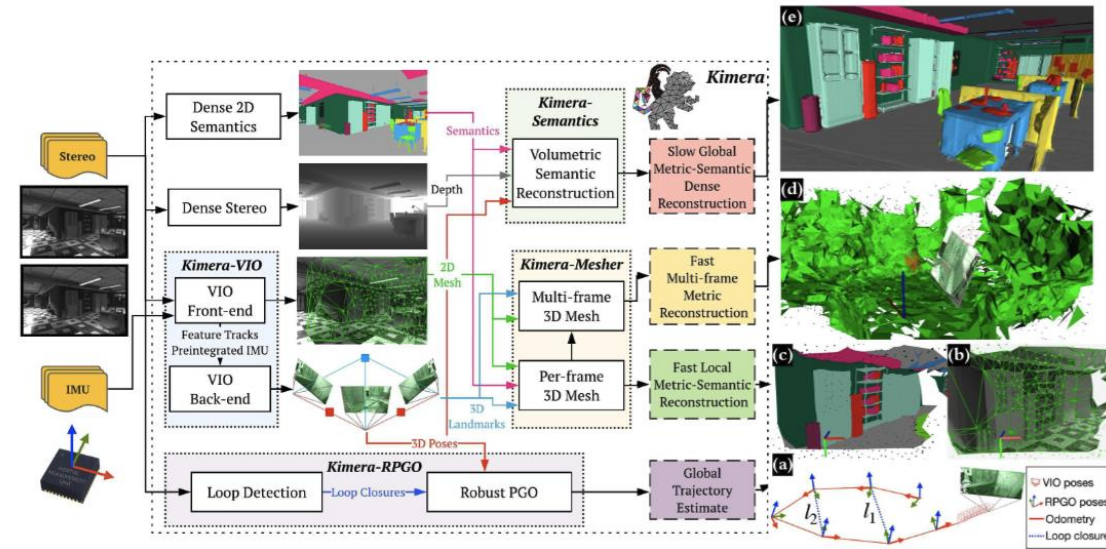 Kimera
(e)
Stereo
Dense 2D
Semantics
Semantics
Kimera-
Semantics
Volumetric
Semantic
Reconstruction
Slow Global
Metric-Semantic
Dense
Reconstruction
Dense Stereo
Depth
(d)
Kimera-VIO
VIO
Front-end
Feature Tracks
Preintegrated IMU
VIO
Back-end
2D
Mesh
Kimera-Mesher
Multi-frame
3D Mesh
Per-frame
3D Mesh
Fast
Multi-frame
Metric
Reconstruction
Fast Local
Metric-Semantic
Reconstruction
(c)
(b)
IMU
3D
Landmarks
3D Poses
Kimera-RPGO
Loop Detection
Loop Closures
Robust PGO
Global
Trajectory
Estimate
(a)
l2
l1
VIO poses
RPGO poses
Odometry
Loop closure